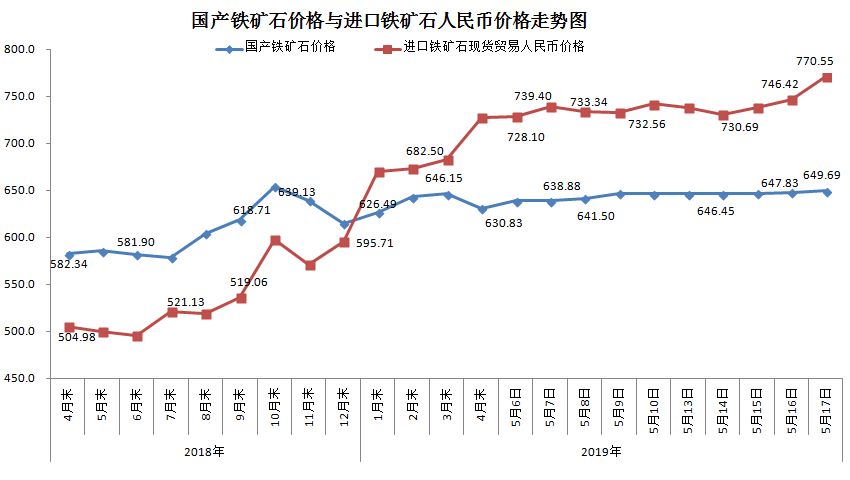 国产铁矿石价格与进口铁矿石人民币价格走势图
国产铁矿石价格 进口铁矿石现货贸易人民币价格
800.0
750.0
700.0
650.0
600.0
550.0
500.0
450.0
582.34
581.90
618.71
639.13
626.49
646.15
630.83
638.88
641.50
646.45
647.83
649.69
504.98
521.13
519.06
595.71
682.50
728.10
739.40
733.34
732.56
730.69
746.42
770.55
4月末
5月末
6月末
7月末
8月末
9月末
10月末
11月末
12月末
1月末
2月末
3月末
4月末
5月6日
5月7日
5月8日
5月9日
5月10日
5月13日
5月14日
5月15日
5月16日
5月17日
2018年
2019年